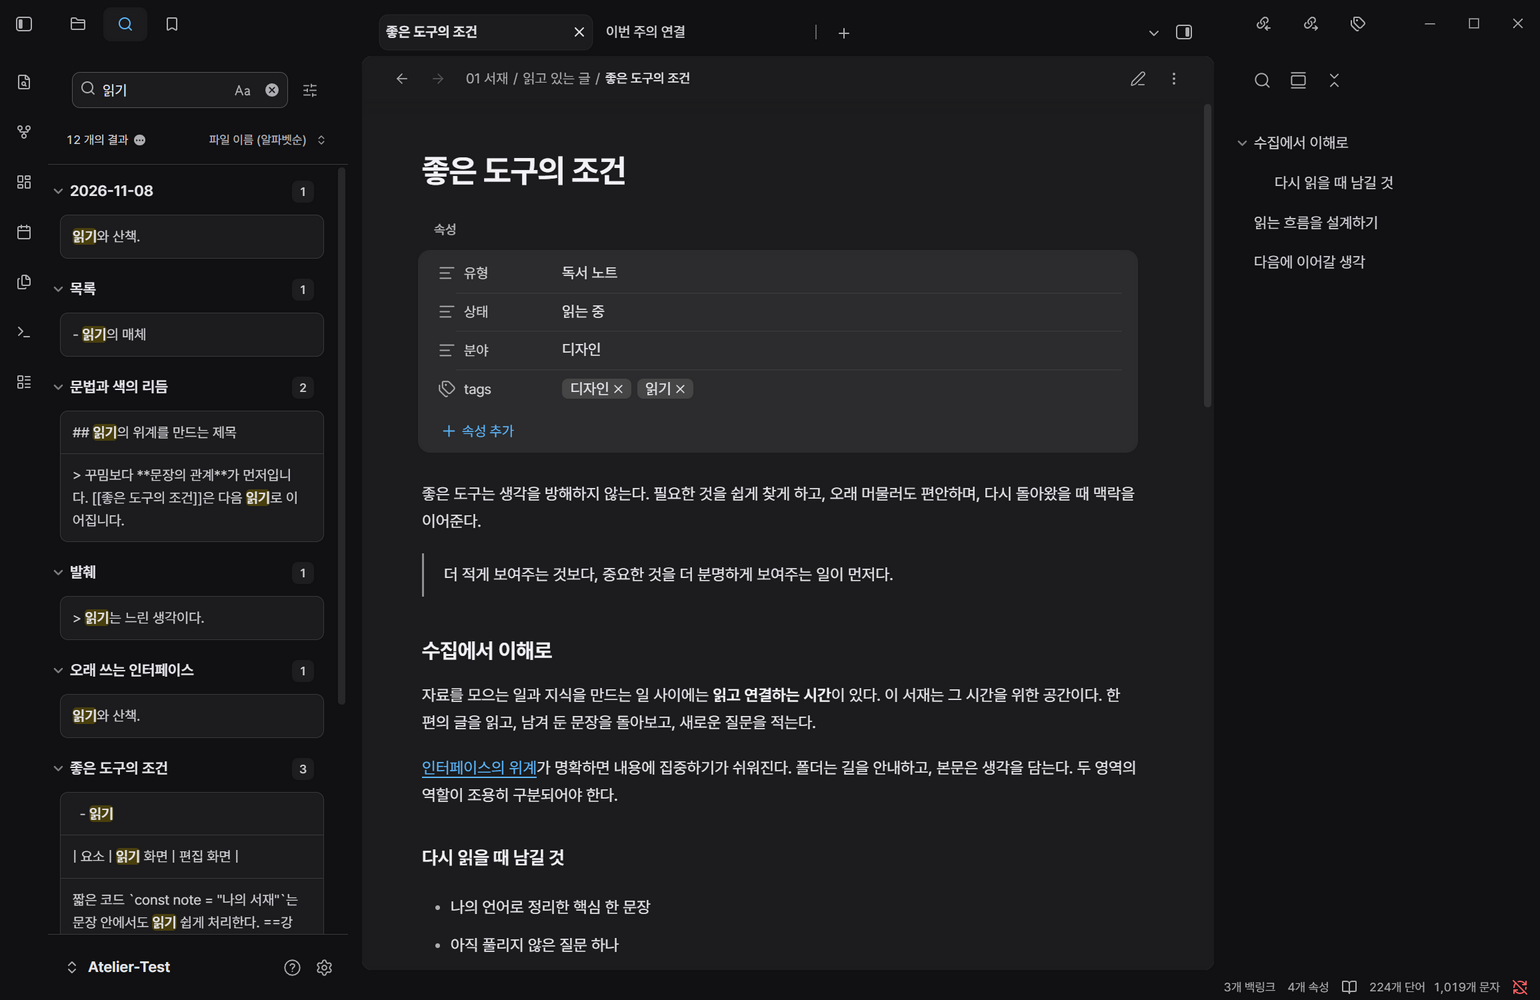 좋은 도구의 조건
이번 주의 연결
읽기
Aa
12 개의 결과
파일 이름 (알파벳순)
2026-11-08
1
읽기와 산책.
목록
1
- 읽기의 매체
문법과 색의 리듬
2
## 읽기의 위계를 만드는 제목
> 꾸밈보다 **문장의 관계**가 먼저입니
다. [[좋은 도구의 조건]]은 다음 읽기로 이
어집니다.
발췌
1
> 읽기는 느린 생각이다.
오래 쓰는 인터페이스
1
읽기와 산책.
좋은 도구의 조건
3
- 읽기
| 요소 | 읽기 화면 | 편집 화면 |
짧은 코드 `const note = "나의 서재"`는
문장 안에서도 읽기 쉽게 처리한다. ==강
Atelier-Test
01 서재 / 읽고 있는 글 / 좋은 도구의 조건
좋은 도구의 조건
속성
유형
독서 노트
상태
읽는 중
분야
디자인
tags
디자인
읽기
속성 추가
좋은 도구는 생각을 방해하지 않는다. 필요한 것을 쉽게 찾게 하고, 오래 머물러도 편안하며, 다시 돌아왔을 때 맥락을
이어준다.
더 적게 보여주는 것보다, 중요한 것을 더 분명하게 보여주는 일이 먼저다.
수집에서 이해로
자료를 모으는 일과 지식을 만드는 일 사이에는 읽고 연결하는 시간이 있다. 이 서재는 그 시간을 위한 공간이다. 한
편의 글을 읽고, 남겨 둔 문장을 돌아보고, 새로운 질문을 적는다.
인터페이스의 위계가 명확하면 내용에 집중하기가 쉬워진다. 폴더는 길을 안내하고, 본문은 생각을 담는다. 두 영역의
역할이 조용히 구분되어야 한다.
다시 읽을 때 남길 것
• 나의 언어로 정리한 핵심 한 문장
• 아직 풀리지 않은 질문 하나
수집에서 이해로
다시 읽을 때 남길 것
읽는 흐름을 설계하기
다음에 이어갈 생각
3개 백링크
4개 속성
224개 단어
1,019개 문자